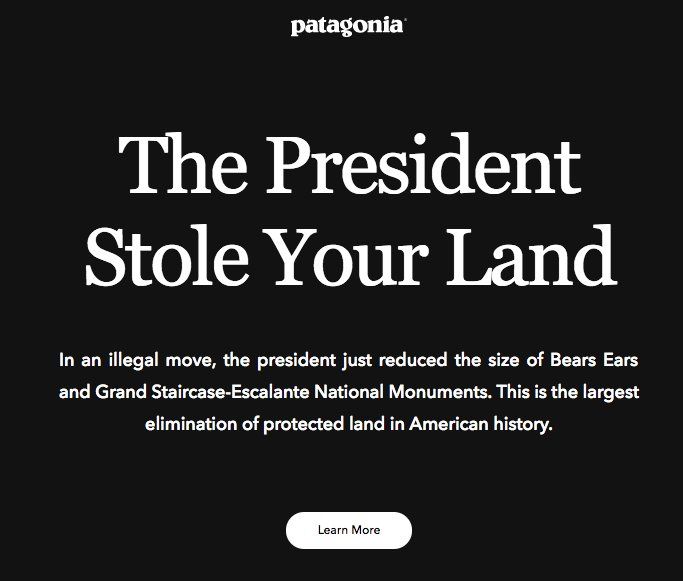 patagonia®
The President
Stole Your Land
In an illegal move, the president just reduced the size of Bears Ears
and Grand Staircase-Escalante National Monuments. This is the largest
elimination of protected land in American history.
Learn More